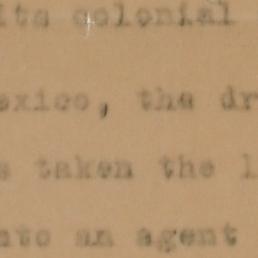 its colonial
exico, the dr
s taken the l
nto an agent